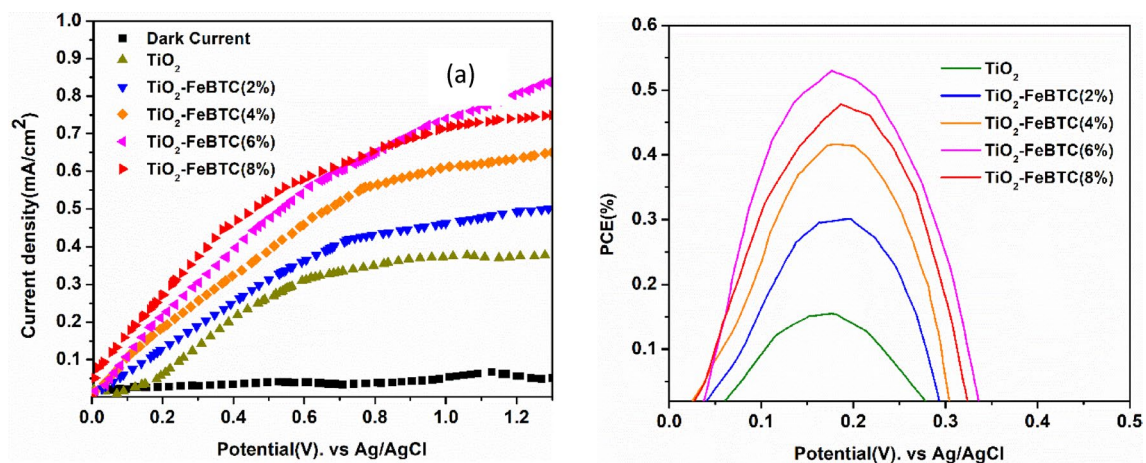 1.0
0.9
0.8
0.7
0.6
0.5
0.4
0.3
0.2
0.1
Current density(mA/cm²)
Dark Current
TiO₂
TiO₂-FeBTC(2%)
TiO₂-FeBTC(4%)
TiO₂-FeBTC(6%)
TiO₂-FeBTC(8%)
(a)
0.0 0.2 0.4 0.6 0.8 1.0 1.2
Potential(V). vs Ag/AgCl
0.6
0.5
0.4
0.3
0.2
0.1
PCE(%)
TiO₂
TiO₂-FeBTC(2%)
TiO₂-FeBTC(4%)
TiO₂-FeBTC(6%)
TiO₂-FeBTC(8%)
0.0 0.1 0.2 0.3 0.4 0.5
Potential(V). vs Ag/AgCl